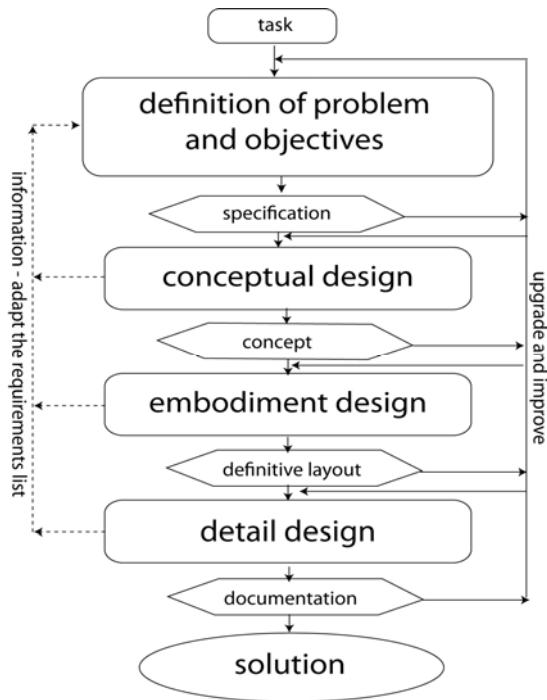 task
definition of problem
and objectives
specification
conceptual design
concept
embodiment design
definitive layout
detail design
documentation
solution
information - adapt the requirements list
upgrade and improve